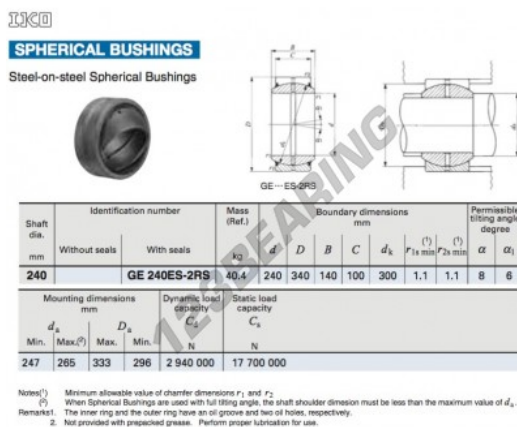 IKO
SPHERICAL BUSHINGS
Steel-on-steel Spherical Bushings
B
C
D
d
GE···ES-2RS
123BEARING
Shaft dia. mm | Identification number | Mass (Ref.) kg | Boundary dimensions mm | Permissible tilting angle degree
Without seals | With seals | d | D | B | C | dk | r1s min(1) | r2s min(1) | α | α1
240 | GE 240ES-2RS | 40.4 | 240 | 340 | 140 | 100 | 300 | 1.1 | 1.1 | 8 | 6
Mounting dimensions mm | Dynamic load capacity Cd N | Static load capacity Cs N
da | Da
Min. | Max.(2) | Max. | Min.
247 | 265 | 333 | 296 | 2 940 000 | 17 700 000
Notes(1) Minimum allowable value of chamfer dimensions r1 and r2
(2) When Spherical Bushings are used with full tilting angle, the shaft shoulder dimesion must be less than the maximum value of da.
Remarks1. The inner ring and the outer ring have an oil groove and two oil holes, respectively.
2. Not provided with prepacked grease. Perform proper lubrication for use.